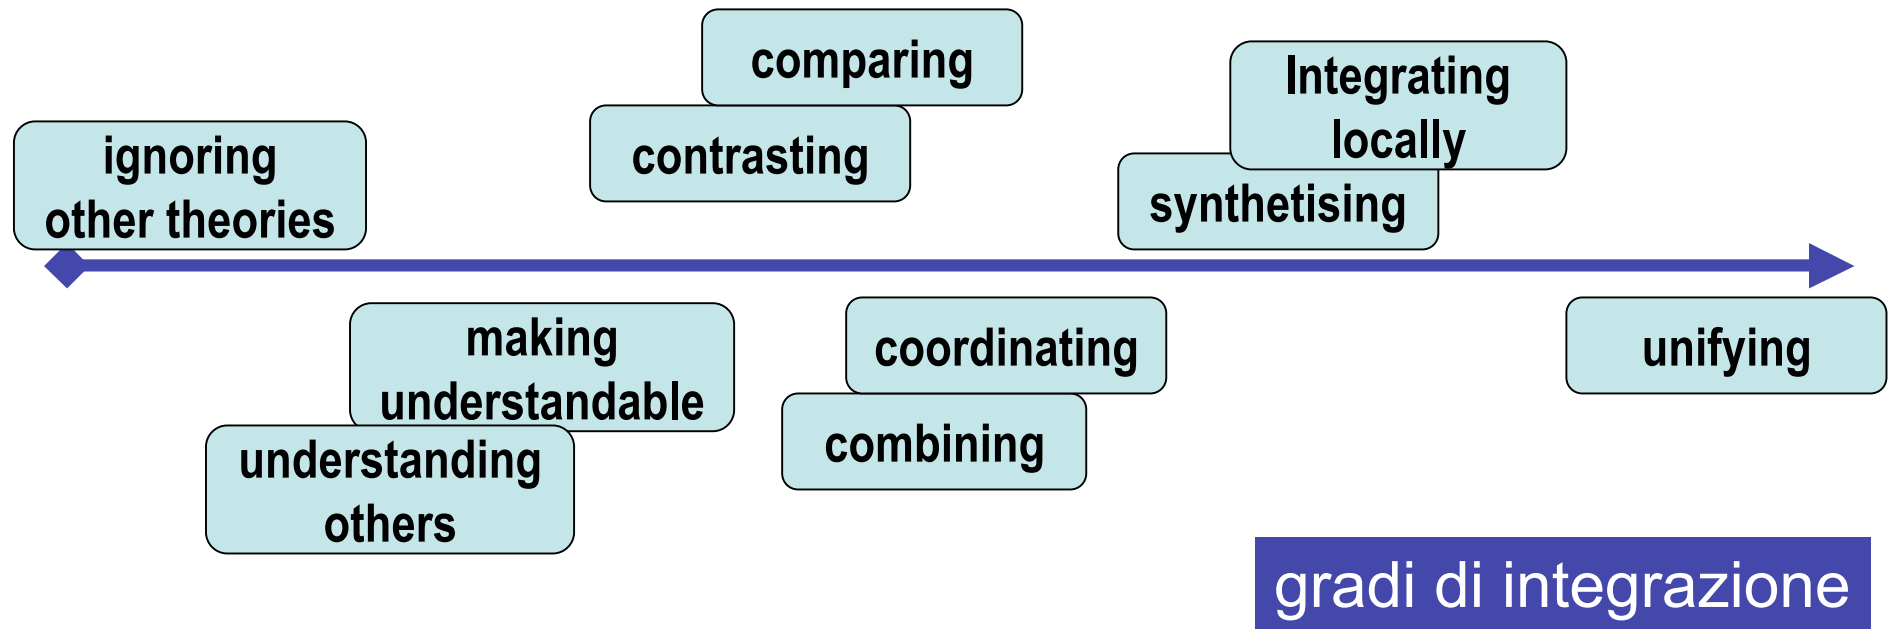 comparing
Integrating
locally
ignoring
other theories
contrasting
synthetising
making
understandable
coordinating
unifying
understanding
others
combining
gradi di integrazione